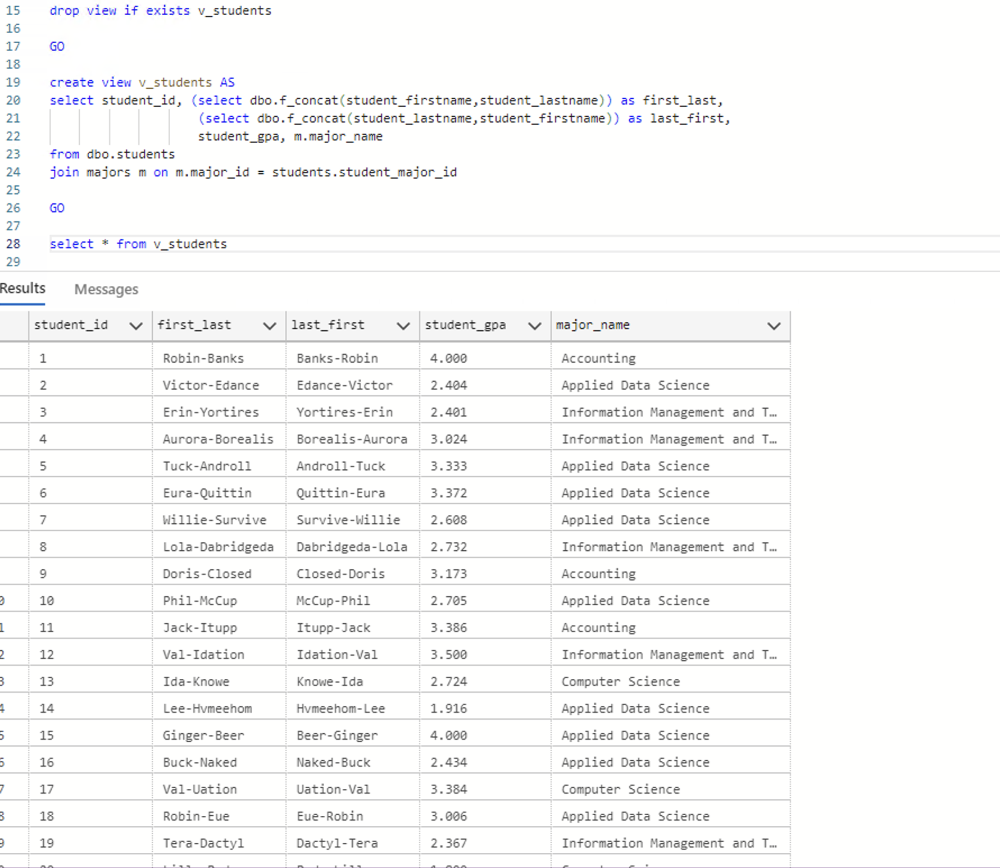 15 drop view if exists v_students
16
17 GO
18
19 create view v_students AS
20 select student_id, (select dbo.f_concat(student_firstname,student_lastname)) as first_last,
21 (select dbo.f_concat(student_lastname,student_firstname)) as last_first,
22 student_gpa, m.major_name
23 from dbo.students
24 join majors m on m.major_id = students.student_major_id
25
26 GO
27
28 select * from v_students
29
Results Messages
student_id first_last last_first student_gpa major_name
1 Robin-Banks Banks-Robin 4.000 Accounting
2 Victor-Edance Edance-Victor 2.404 Applied Data Science
3 Erin-Yortires Yortires-Erin 2.401 Information Management and T…
4 Aurora-Borealis Borealis-Aurora 3.024 Information Management and T…
5 Tuck-Androll Androll-Tuck 3.333 Applied Data Science
6 Eura-Quittin Quittin-Eura 3.372 Applied Data Science
7 Willie-Survive Survive-Willie 2.608 Applied Data Science
8 Lola-Dabridgeda Dabridgeda-Lola 2.732 Information Management and T…
9 Doris-Closed Closed-Doris 3.173 Accounting
0 10 Phil-McCup McCup-Phil 2.705 Applied Data Science
1 11 Jack-Itupp Itupp-Jack 3.386 Accounting
2 12 Val-Idation Idation-Val 3.500 Information Management and T…
3 13 Ida-Knowe Knowe-Ida 2.724 Computer Science
4 14 Lee-Hvmeehom Hvmeehom-Lee 1.916 Applied Data Science
5 15 Ginger-Beer Beer-Ginger 4.000 Applied Data Science
6 16 Buck-Naked Naked-Buck 2.434 Applied Data Science
7 17 Val-Uation Uation-Val 3.384 Computer Science
8 18 Robin-Eue Eue-Robin 3.006 Applied Data Science
9 19 Tera-Dactyl Dactyl-Tera 2.367 Information Management and T…